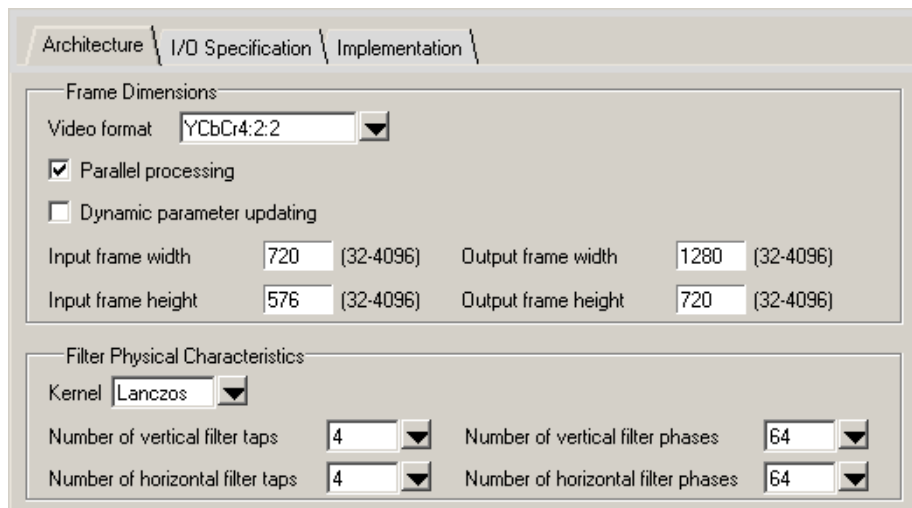 Architecture I/O Specification Implementation
Frame Dimensions
Video format YCbCr4:2:2
Parallel processing
Dynamic parameter updating
Input frame width 720 (32-4096) Output frame width 1280 (32-4096)
Input frame height 576 (32-4096) Output frame height 720 (32-4096)
Filter Physical Characteristics
Kernel Lanczos
Number of vertical filter taps 4 Number of vertical filter phases 64
Number of horizontal filter taps 4 Number of horizontal filter phases 64